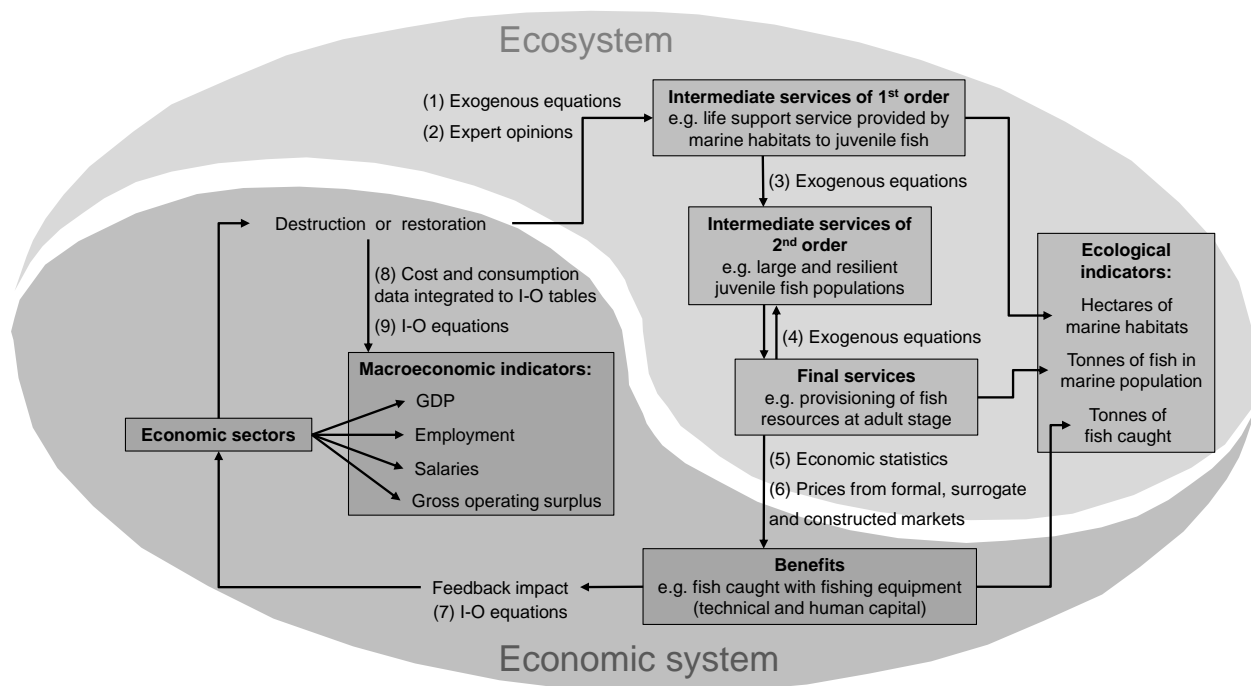 Ecosystem
(1) Exogenous equations
(2) Expert opinions
Intermediate services of 1st order
e.g. life support service provided by
marine habitats to juvenile fish
(3) Exogenous equations
Destruction or restoration
Intermediate services of
2nd order
e.g. large and resilient
juvenile fish populations
Ecological
indicators:
Hectares of
marine habitats
Tonnes of fish in
marine population
Tonnes of
fish caught
(8) Cost and consumption
data integrated to I-O tables
(9) I-O equations
(4) Exogenous equations
Macroeconomic indicators:
GDP
Employment
Salaries
Gross operating surplus
Economic sectors
Final services
e.g. provisioning of fish
resources at adult stage
(5) Economic statistics
(6) Prices from formal, surrogate
and constructed markets
Benefits
e.g. fish caught with fishing equipment
(technical and human capital)
Feedback impact
(7) I-O equations
Economic system